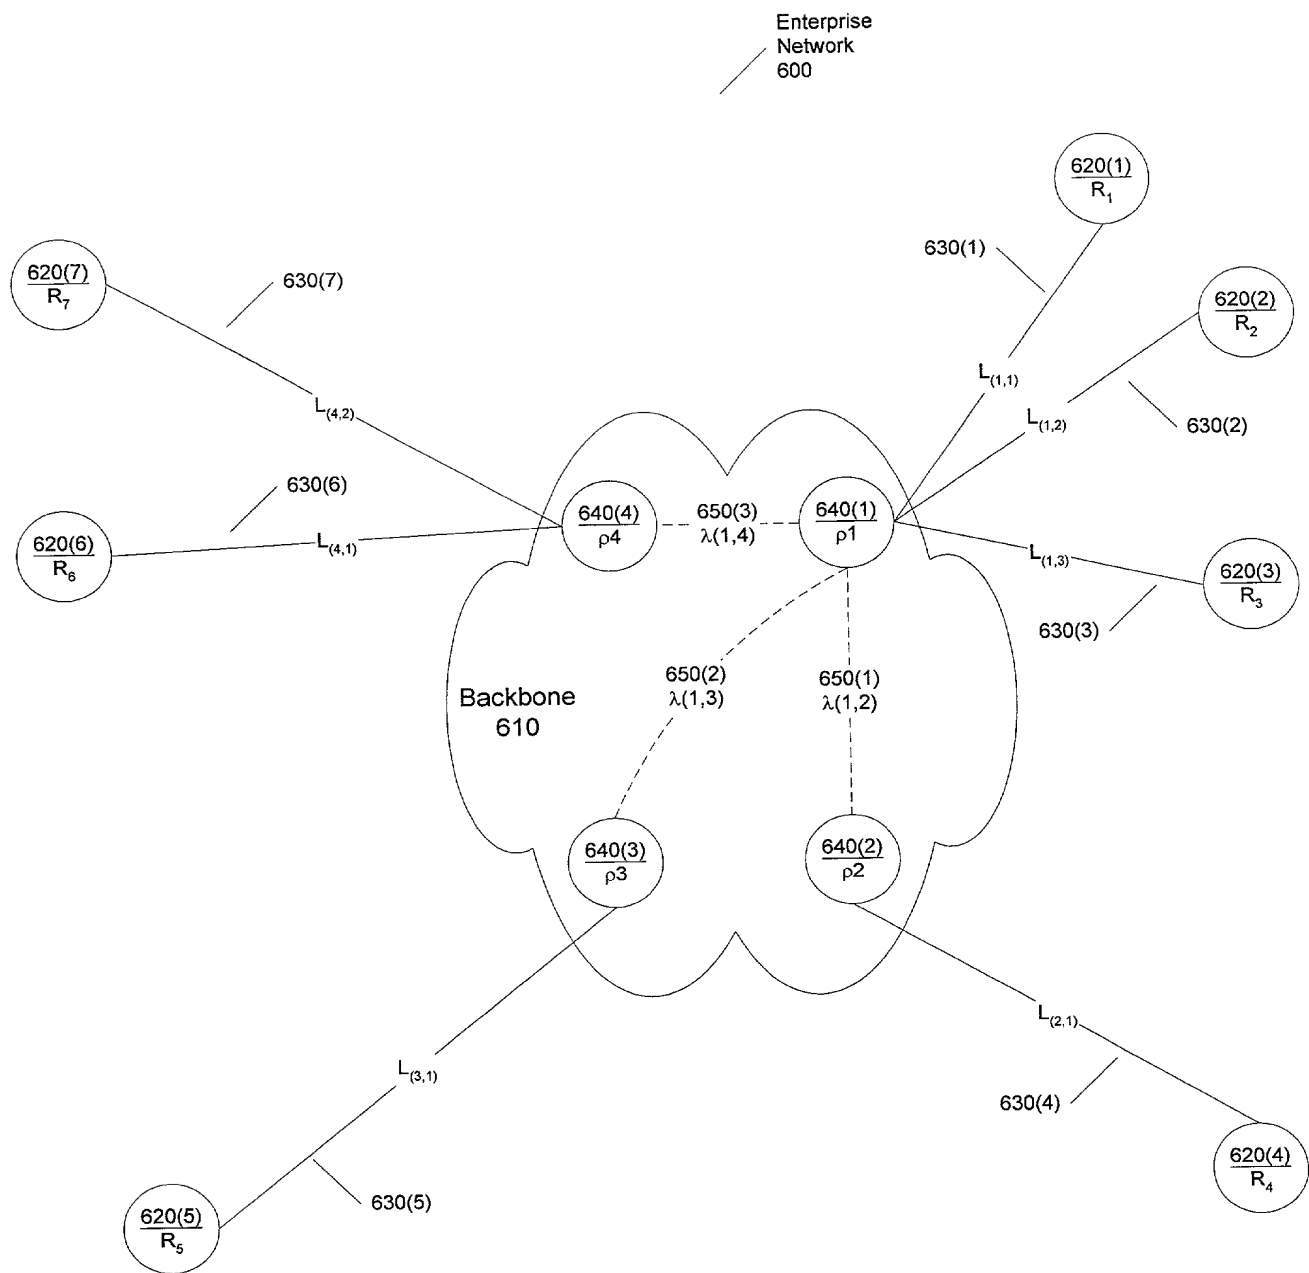 Enterprise
Network
600
620(1)
R1
630(1)
620(7)
R7
630(7)
620(2)
R2
L(1,1)
L(4,2)
L(1,2)
630(2)
630(6)
620(6)
R6
L(4,1)
640(4)
ρ4
650(3)
λ(1,4)
640(1)
ρ1
L(1,3)
620(3)
R3
630(3)
Backbone
610
650(2)
λ(1,3)
650(1)
λ(1,2)
640(3)
ρ3
640(2)
ρ2
L(2,1)
L(3,1)
630(4)
620(4)
R4
630(5)
620(5)
R5